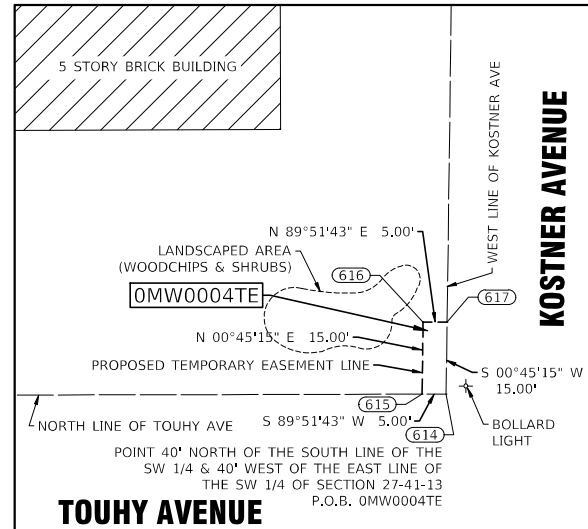 5 STORY BRICK BUILDING
WEST LINE OF KOSTNER AVE
KOSTNER AVENUE
N 89°51'43" E 5.00'
LANDSCAPED AREA
(WOODCHIPS & SHRUBS)
616
617
0MW0004TE
N 00°45'15" E 15.00'
PROPOSED TEMPORARY EASEMENT LINE
S 00°45'15" W
15.00'
615
NORTH LINE OF TOUHY AVE
S 89°51'43" W 5.00'
614
BOLLARD
LIGHT
POINT 40' NORTH OF THE SOUTH LINE OF THE
SW 1/4 & 40' WEST OF THE EAST LINE OF
THE SW 1/4 OF SECTION 27-41-13
P.O.B. 0MW0004TE
TOUHY AVENUE